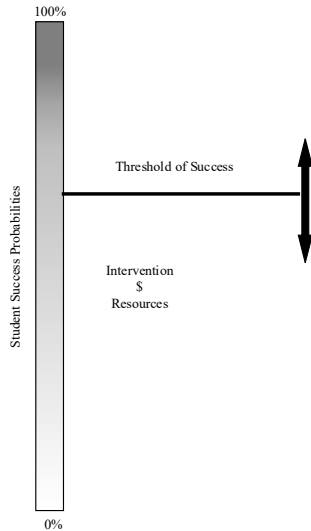 100%
Threshold of Success
Student Success Probabilities
Intervention
$
Resources
0%